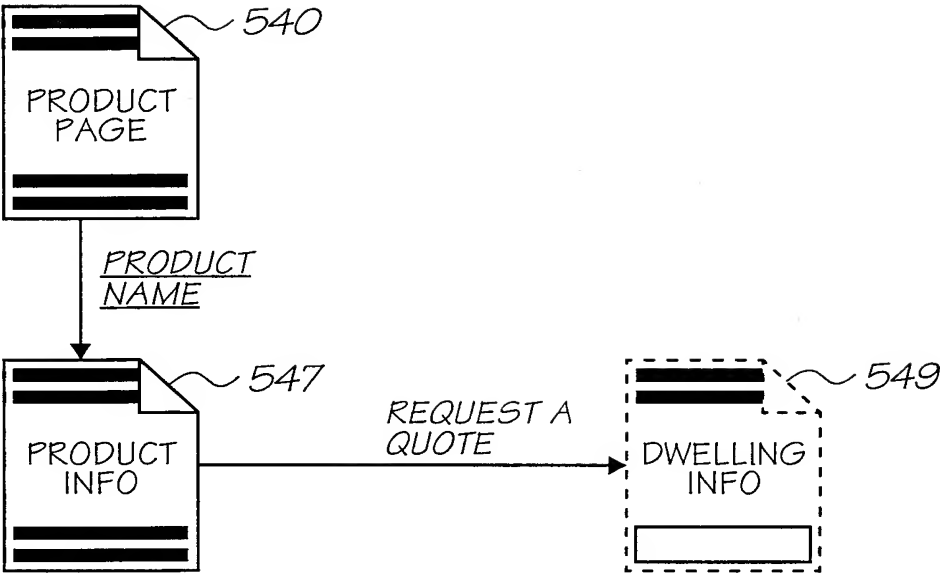 540
PRODUCT
PAGE
PRODUCT
NAME
547
549
REQUEST A
QUOTE
PRODUCT
INFO
DWELLING
INFO